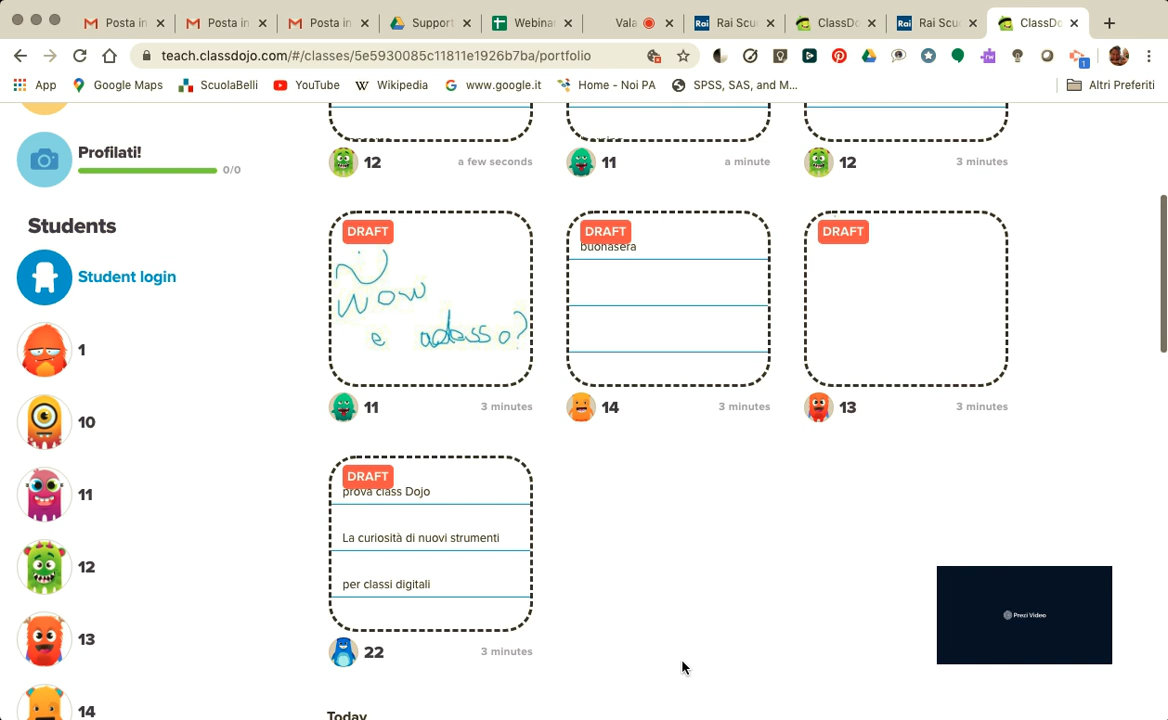 Posta in
Posta in
Posta in
Support
Webinar
Vala
Rai Scu
ClassDo
Rai Scu
ClassDo
teach.classdojo.com/#/classes/5e5930085c11811e1926b7ba/portfolio
1
App
Google Maps
ScuolaBelli
YouTube
Wikipedia
www.google.it
Home - Noi PA
SPSS, SAS, and M...
Altri Preferiti
Profilati!
0/0
12 a few seconds
11 a minute
12 3 minutes
Students
Student login
1
10
11
12
13
14
DRAFT
wow
e adesso?
11 3 minutes
DRAFT
buonasera
14 3 minutes
DRAFT
13 3 minutes
DRAFT
prova class Dojo
La curiosità di nuovi strumenti
per classi digitali
22 3 minutes
Prezi Video
Today